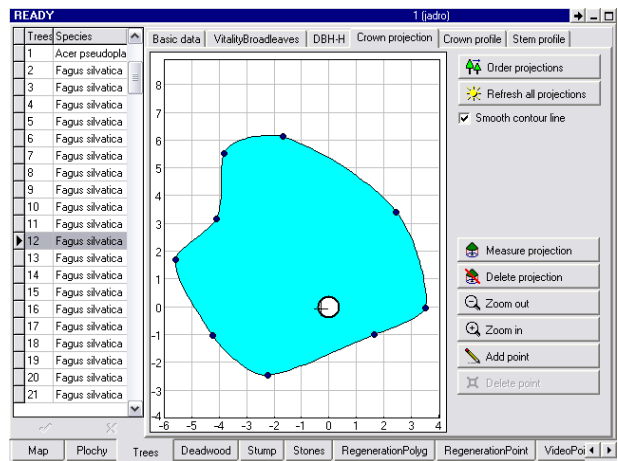 READY 1 (jadro)
Trees Species
1 Acer pseudopla
2 Fagus silvatica
3 Fagus silvatica
4 Fagus silvatica
5 Fagus silvatica
6 Fagus silvatica
7 Fagus silvatica
8 Fagus silvatica
9 Fagus silvatica
10 Fagus silvatica
11 Fagus silvatica
12 Fagus silvatica
13 Fagus silvatica
14 Fagus silvatica
15 Fagus silvatica
16 Fagus silvatica
17 Fagus silvatica
18 Fagus silvatica
19 Fagus silvatica
20 Fagus silvatica
21 Fagus silvatica
Basic data VitalityBroadleaves DBH-H Crown projection Crown profile Stem profile
8
7
6
5
4
3
2
1
0
-1
-2
-3
-4
-6 -5 -4 -3 -2 -1 0 1 2 3 4
Order projections
Refresh all projections
Smooth contour line
Measure projection
Delete projection
Zoom out
Zoom in
Add point
Delete point
Map Plochy Trees Deadwood Stump Stones RegenerationPolyg RegenerationPoint VideoPoi